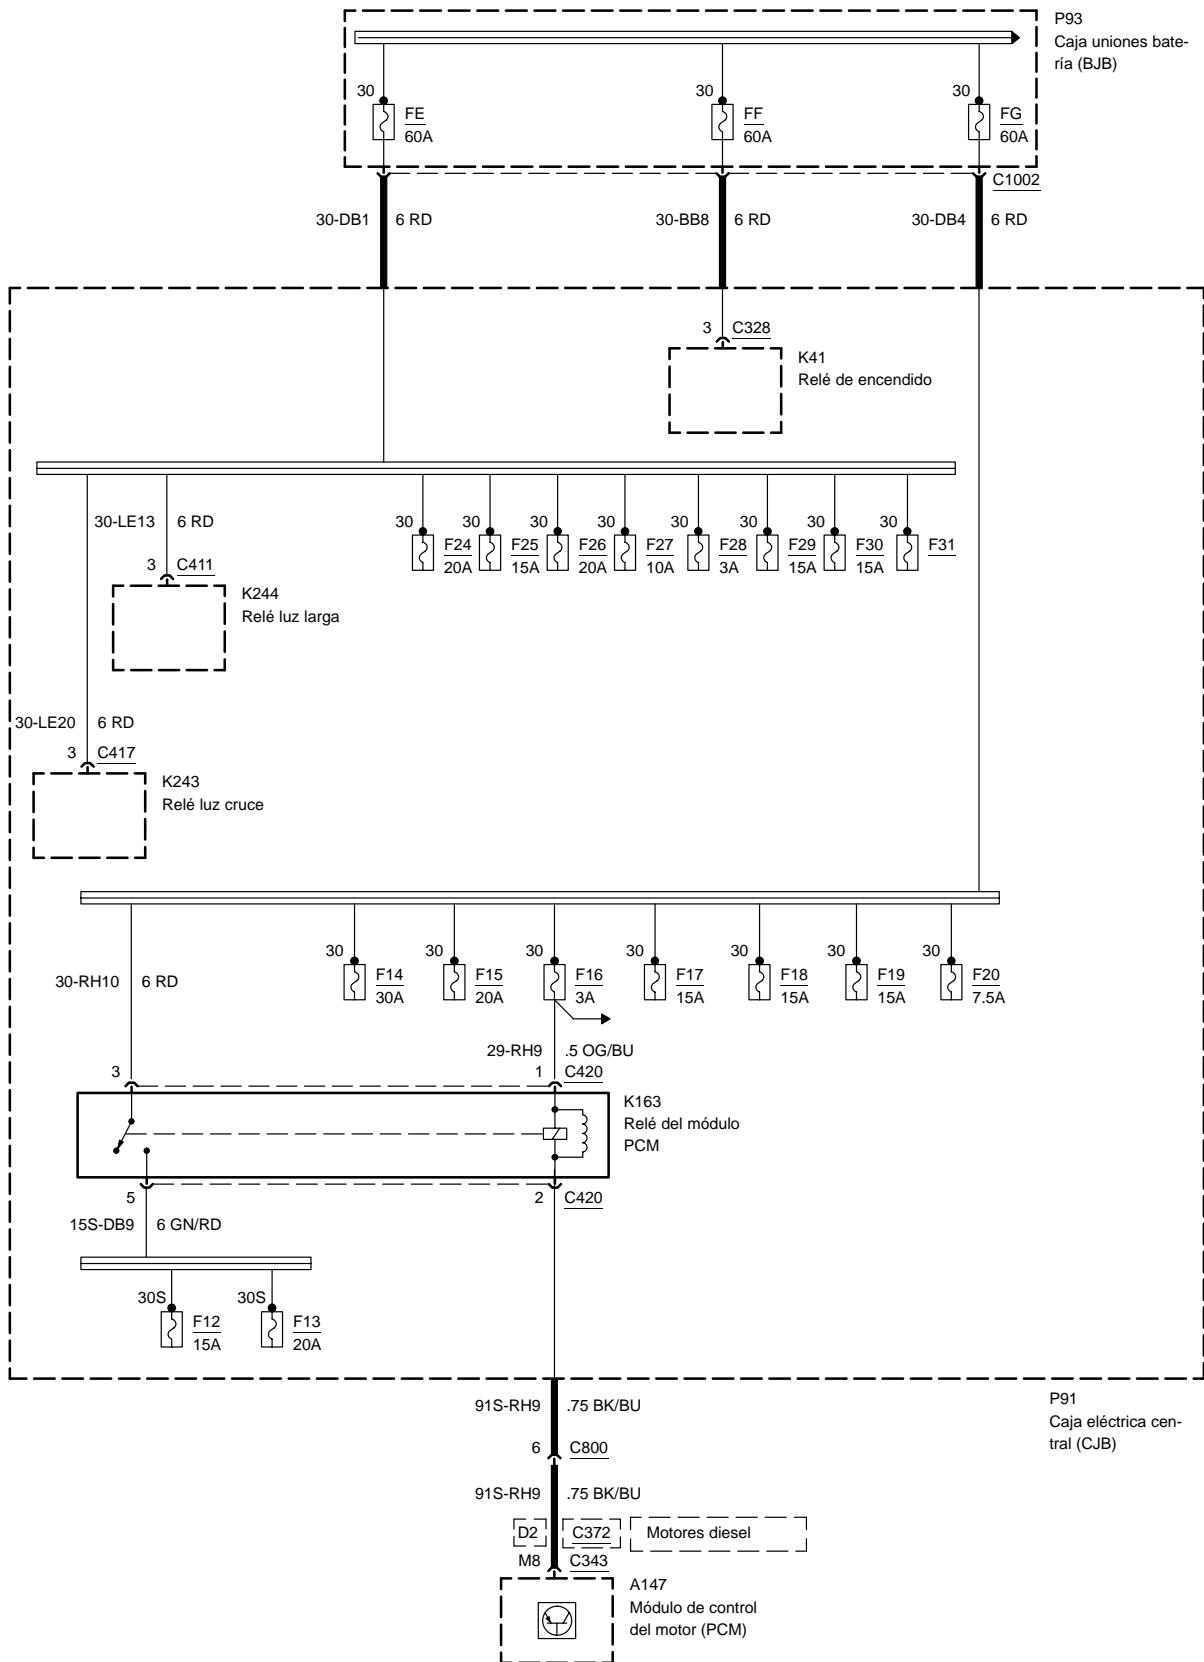 P93
Caja uniones bate-
ría (BJB)
30
FE
60A
30
FF
60A
30
FG
60A
C1002
30-DB1
6 RD
30-BB8
6 RD
30-DB4
6 RD
3
C328
K41
Relé de encendido
30-LE13
6 RD
30
F24
20A
30
F25
15A
30
F26
20A
30
F27
10A
30
F28
3A
30
F29
15A
30
F30
15A
30
F31
3
C411
K244
Relé luz larga
30-LE20
6 RD
3
C417
K243
Relé luz cruce
30-RH10
6 RD
30
F14
30A
30
F15
20A
30
F16
3A
30
F17
15A
30
F18
15A
30
F19
15A
30
F20
7.5A
29-RH9
.5 OG/BU
3
1
C420
K163
Relé del módulo
PCM
5
2
C420
15S-DB9
6 GN/RD
30S
F12
15A
30S
F13
20A
91S-RH9
.75 BK/BU
P91
Caja eléctrica cen-
tral (CJB)
6
C800
91S-RH9
.75 BK/BU
D2
C372
Motores diesel
M8
C343
A147
Módulo de control
del motor (PCM)